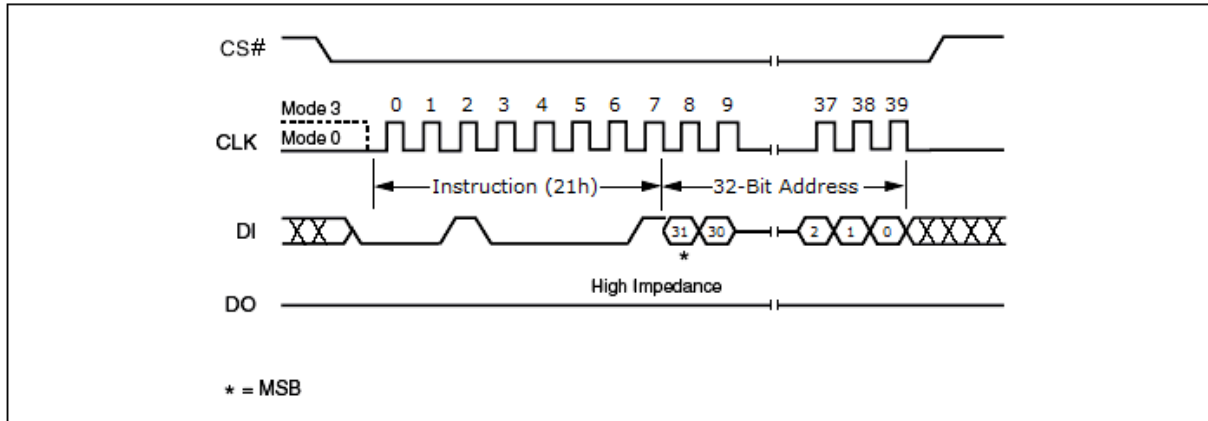 CS#
Mode 3 0 1 2 3 4 5 6 7 8 9 37 38 39
CLK Mode 0
Instruction (21h) 32-Bit Address
DI 31 30 2 1 0
*
High Impedance
DO
* = MSB